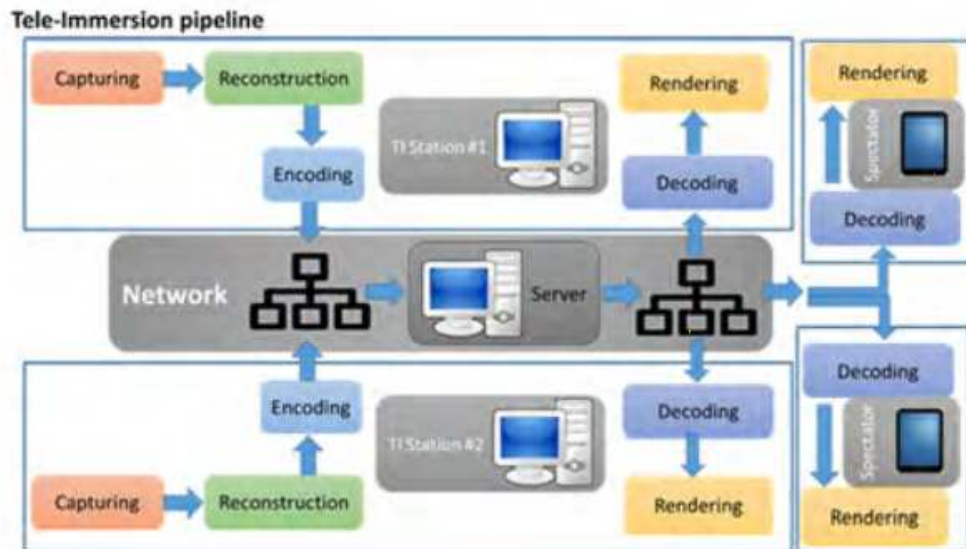 Tele-Immersion pipeline
Capturing
Reconstruction
Encoding
TI Station #1
Rendering
Decoding
Rendering
Spectator
Decoding
Network
Server
Encoding
Capturing
Reconstruction
TI Station #2
Decoding
Rendering
Decoding
Spectator
Rendering